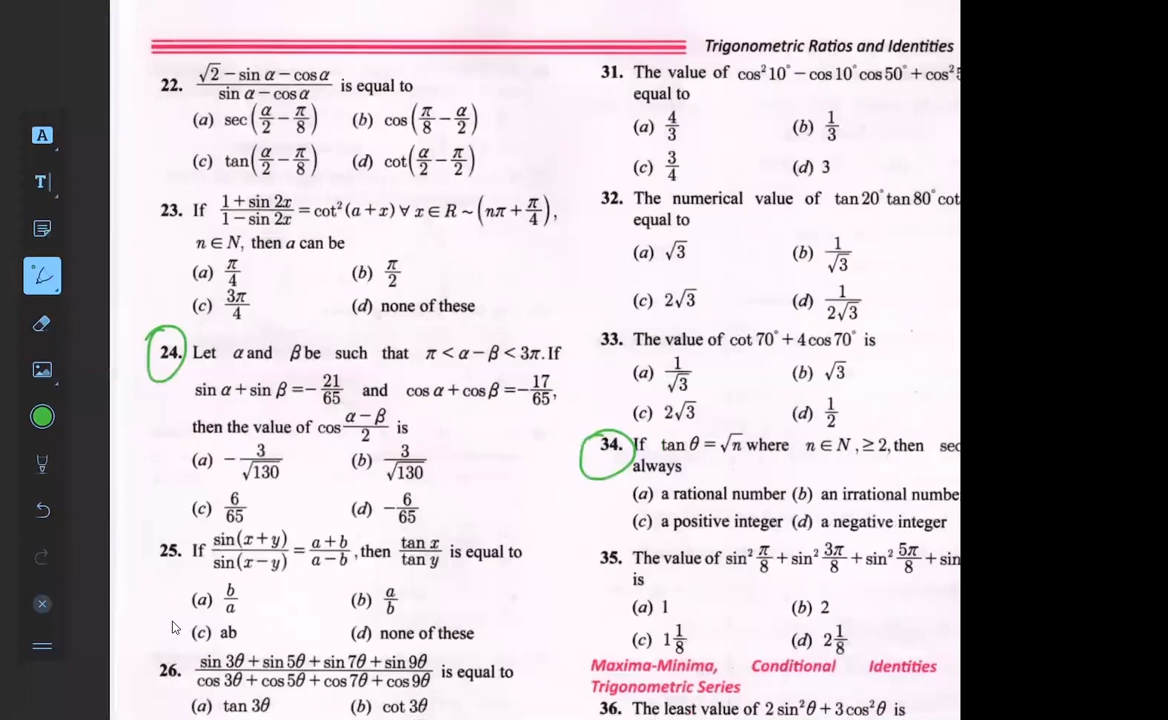 Trigonometric Ratios and Identities
22. (√2 − sin α − cos α)/(sin α − cos α) is equal to
(a) sec(α/2 − π/8) (b) cos(π/8 − α/2)
(c) tan(α/2 − π/8) (d) cot(α/2 − π/2)
23. If (1 + sin 2x)/(1 − sin 2x) = cot² (a + x) ∀ x ∈ R ~ (nπ + π/4),
n ∈ N, then a can be
(a) π/4 (b) π/2
(c) 3π/4 (d) none of these
24. Let α and β be such that π < α − β < 3π. If
sin α + sin β = − 21/65 and cos α + cos β = − 17/65,
then the value of cos (α − β)/2 is
(a) − 3/√130 (b) 3/√130
(c) 6/65 (d) − 6/65
25. If sin(x + y)/sin(x − y) = (a + b)/(a − b), then tan x/tan y is equal to
(a) b/a (b) a/b
(c) ab (d) none of these
26. (sin 3θ + sin 5θ + sin 7θ + sin 9θ)/(cos 3θ + cos 5θ + cos 7θ + cos 9θ) is equal to
(a) tan 3θ (b) cot 3θ
31. The value of cos² 10° − cos 10° cos 50° + cos²
equal to
(a) 4/3 (b) 1/3
(c) 3/4 (d) 3
32. The numerical value of tan 20° tan 80° cot
equal to
(a) √3 (b) 1/√3
(c) 2√3 (d) 1/2√3
33. The value of cot 70° + 4 cos 70° is
(a) 1/√3 (b) √3
(c) 2√3 (d) 1/2
34. If tan θ = √n where n ∈ N, ≥ 2, then sec
always
(a) a rational number (b) an irrational numbe
(c) a positive integer (d) a negative integer
35. The value of sin² π/8 + sin² 3π/8 + sin² 5π/8 + sin
is
(a) 1 (b) 2
(c) 1 1/8 (d) 2 1/8
Maxima-Minima, Conditional Identities
Trigonometric Series
36. The least value of 2 sin² θ + 3 cos² θ is